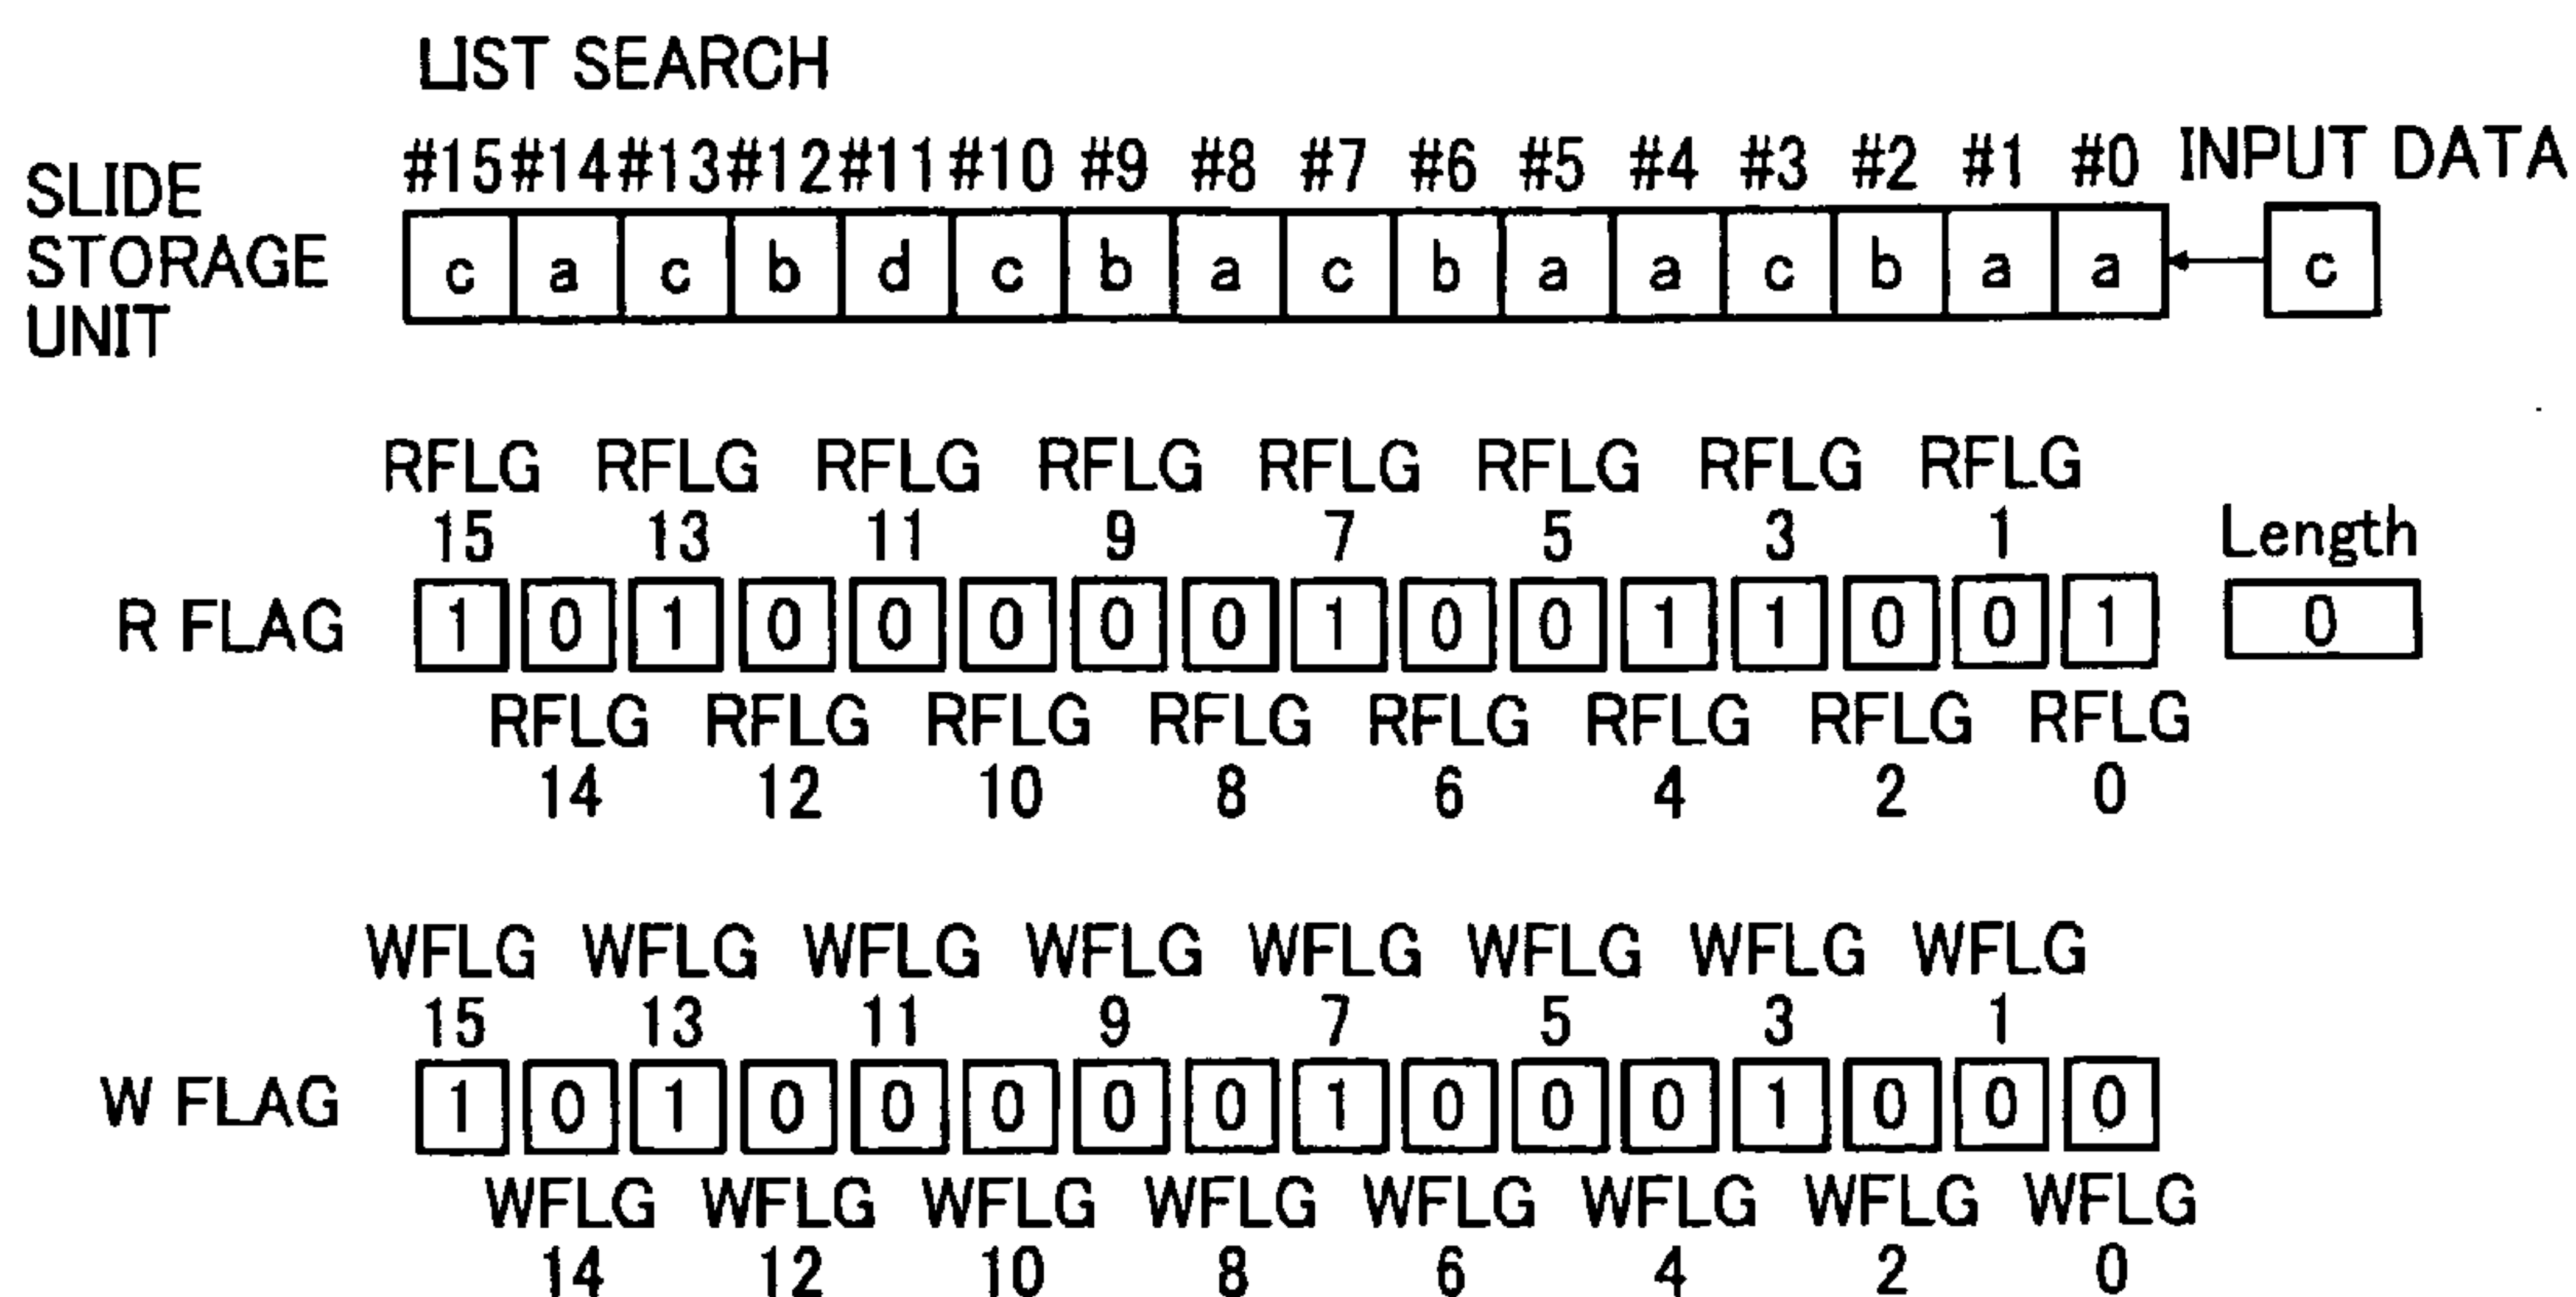 LIST SEARCH
#15 #14 #13 #12 #11 #10 #9 #8 #7 #6 #5 #4 #3 #2 #1 #0 INPUT DATA
SLIDE
STORAGE
UNIT
c a c b d c b a c b a a c b a a c
RFLG RFLG RFLG RFLG RFLG RFLG RFLG RFLG
15 13 11 9 7 5 3 1 Length
R FLAG 1 0 1 0 0 0 0 0 1 0 0 1 1 0 0 1 0
RFLG RFLG RFLG RFLG RFLG RFLG RFLG RFLG
14 12 10 8 6 4 2 0
WFLG WFLG WFLG WFLG WFLG WFLG WFLG WFLG
15 13 11 9 7 5 3 1
W FLAG 1 0 1 0 0 0 0 0 1 0 0 0 1 0 0 0
WFLG WFLG WFLG WFLG WFLG WFLG WFLG WFLG
14 12 10 8 6 4 2 0